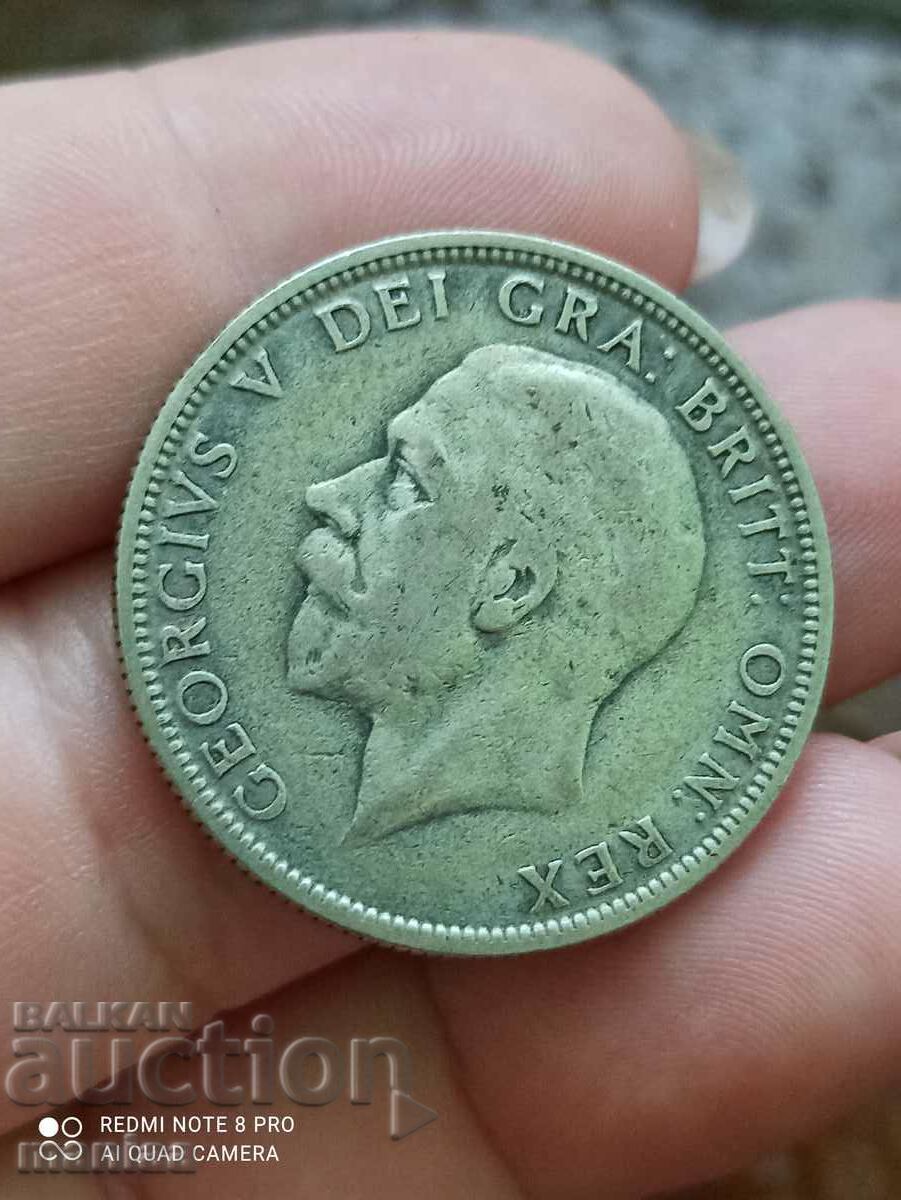 GEORGIVS V DEI GRA: BRITT: OMN: REX
BALKAN
auction
REDMI NOTE 8 PRO
AI QUAD CAMERA